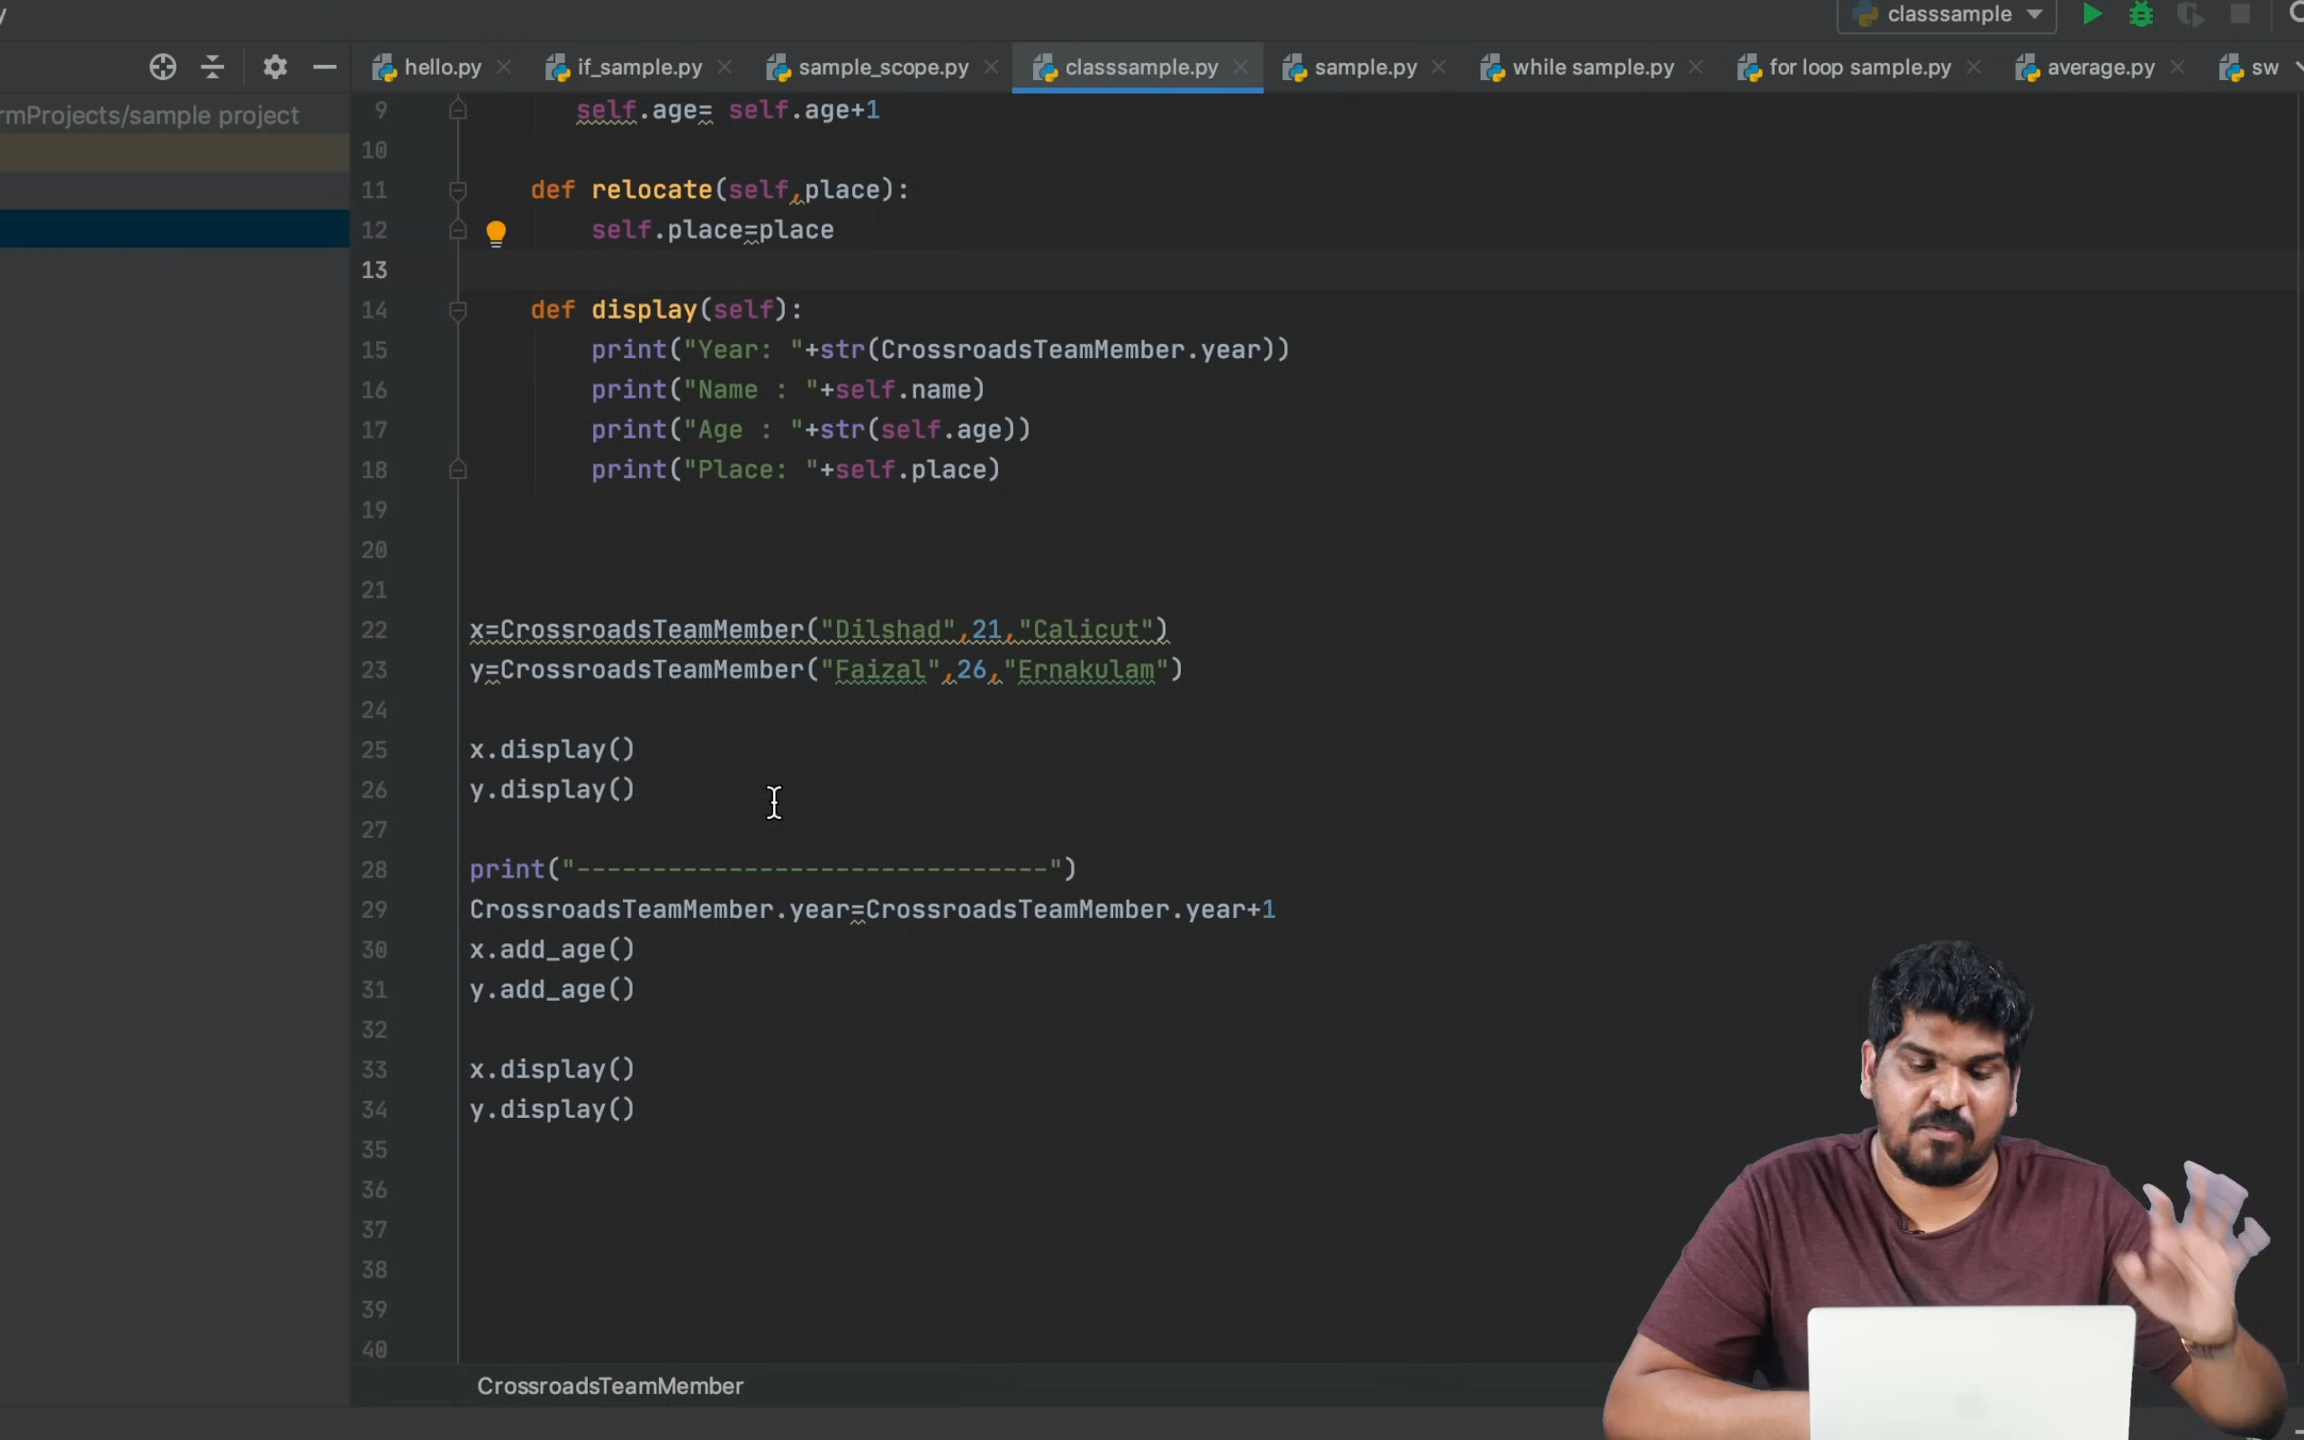 classsample
hello.py
if_sample.py
sample_scope.py
classsample.py
sample.py
while sample.py
for loop sample.py
average.py
sw
rmProjects/sample project
9 self.age= self.age+1
10
11 def relocate(self,place):
12 self.place=place
13
14 def display(self):
15 print("Year: "+str(CrossroadsTeamMember.year))
16 print("Name : "+self.name)
17 print("Age : "+str(self.age))
18 print("Place: "+self.place)
19
20
21
22 x=CrossroadsTeamMember("Dilshad",21,"Calicut")
23 y=CrossroadsTeamMember("Faizal",26,"Ernakulam")
24
25 x.display()
26 y.display()
27
28 print("-------------------------------")
29 CrossroadsTeamMember.year=CrossroadsTeamMember.year+1
30 x.add_age()
31 y.add_age()
32
33 x.display()
34 y.display()
35
36
37
38
39
40
CrossroadsTeamMember